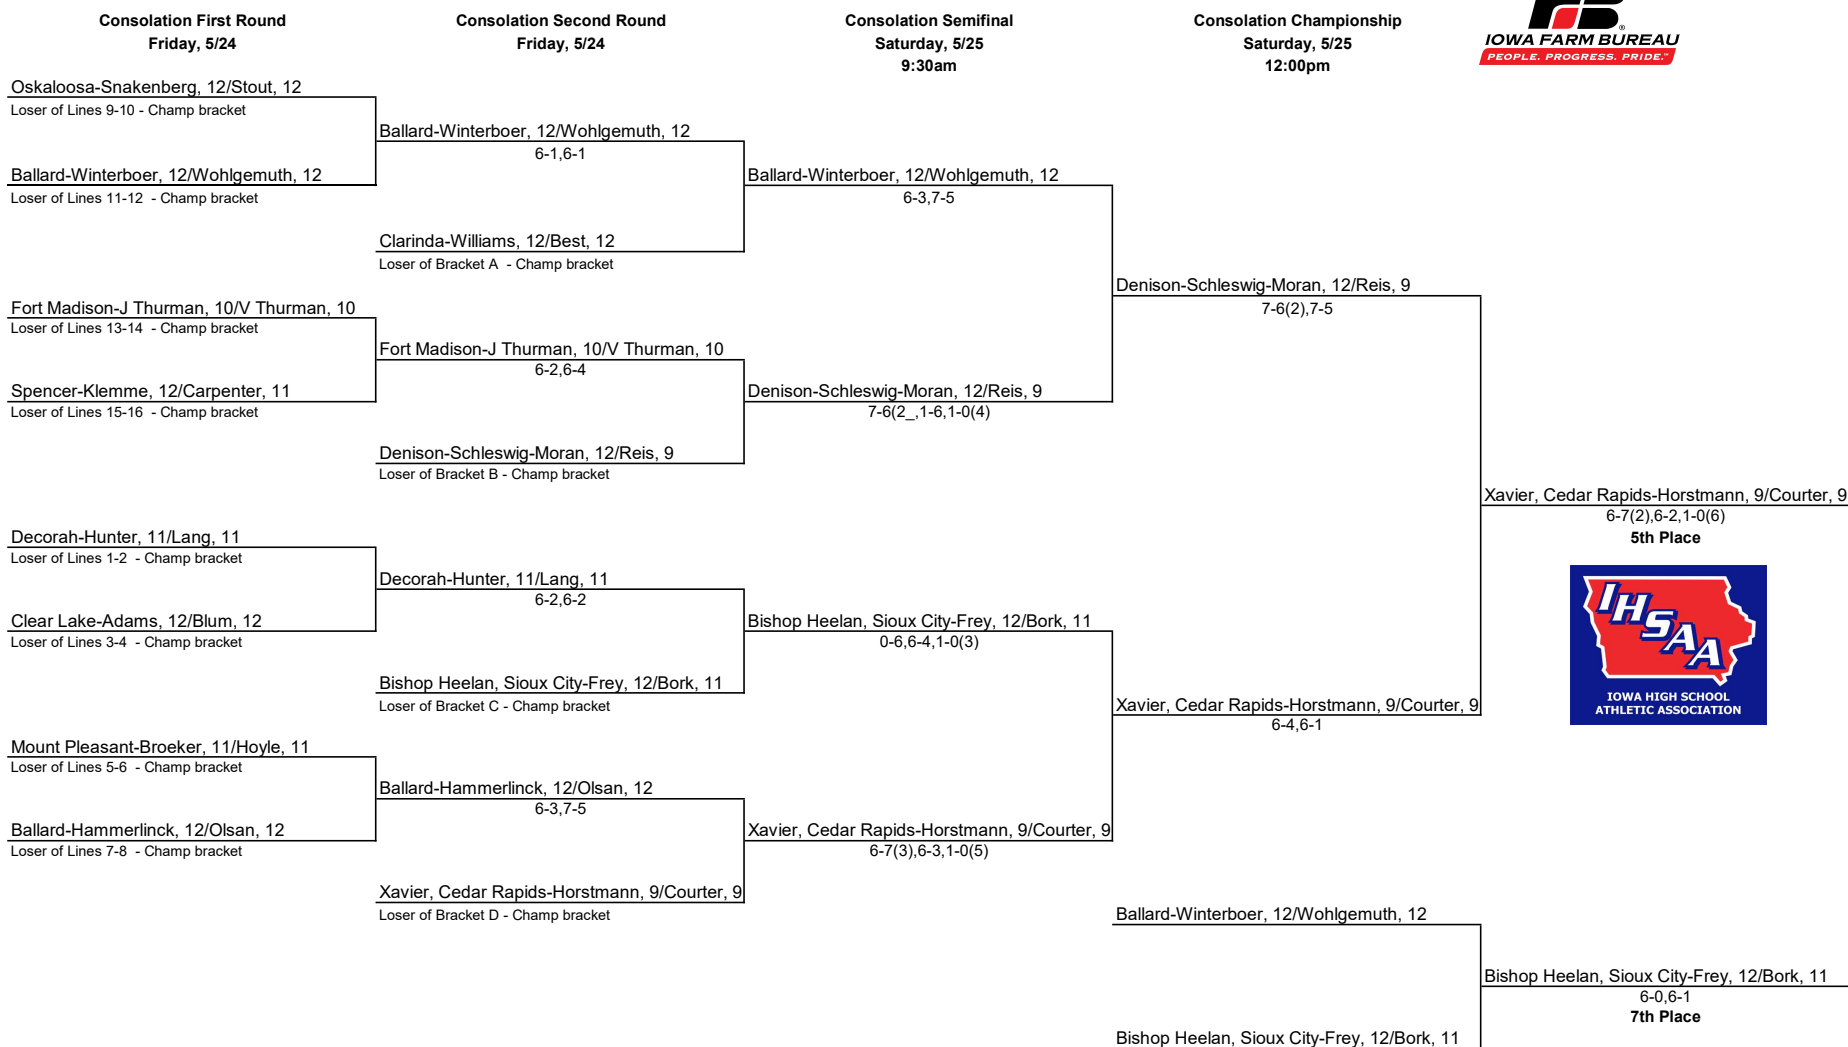 Consolation First Round
Friday, 5/24
Consolation Second Round
Friday, 5/24
Consolation Semifinal
Saturday, 5/25
9:30am
Consolation Championship
Saturday, 5/25
12:00pm
FB®
IOWA FARM BUREAU
PEOPLE. PROGRESS. PRIDE.™
Oskaloosa-Snakenberg, 12/Stout, 12
Loser of Lines 9-10 - Champ bracket
Ballard-Winterboer, 12/Wohlgemuth, 12
Loser of Lines 11-12  - Champ bracket
Fort Madison-J Thurman, 10/V Thurman, 10
Loser of Lines 13-14  - Champ bracket
Spencer-Klemme, 12/Carpenter, 11
Loser of Lines 15-16  - Champ bracket
Decorah-Hunter, 11/Lang, 11
Loser of Lines 1-2  - Champ bracket
Clear Lake-Adams, 12/Blum, 12
Loser of Lines 3-4  - Champ bracket
Mount Pleasant-Broeker, 11/Hoyle, 11
Loser of Lines 5-6  - Champ bracket
Ballard-Hammerlinck, 12/Olsan, 12
Loser of Lines 7-8  - Champ bracket
Ballard-Winterboer, 12/Wohlgemuth, 12
6-1,6-1
Clarinda-Williams, 12/Best, 12
Loser of Bracket A  - Champ bracket
Fort Madison-J Thurman, 10/V Thurman, 10
6-2,6-4
Denison-Schleswig-Moran, 12/Reis, 9
Loser of Bracket B - Champ bracket
Decorah-Hunter, 11/Lang, 11
6-2,6-2
Bishop Heelan, Sioux City-Frey, 12/Bork, 11
Loser of Bracket C - Champ bracket
Ballard-Hammerlinck, 12/Olsan, 12
6-3,7-5
Xavier, Cedar Rapids-Horstmann, 9/Courter, 9
Loser of Bracket D - Champ bracket
Ballard-Winterboer, 12/Wohlgemuth, 12
6-3,7-5
Denison-Schleswig-Moran, 12/Reis, 9
7-6(2_,1-6,1-0(4)
Bishop Heelan, Sioux City-Frey, 12/Bork, 11
0-6,6-4,1-0(3)
Xavier, Cedar Rapids-Horstmann, 9/Courter, 9
6-7(3),6-3,1-0(5)
Denison-Schleswig-Moran, 12/Reis, 9
7-6(2),7-5
Xavier, Cedar Rapids-Horstmann, 9/Courter, 9
6-4,6-1
Ballard-Winterboer, 12/Wohlgemuth, 12
Bishop Heelan, Sioux City-Frey, 12/Bork, 11
Xavier, Cedar Rapids-Horstmann, 9/Courter, 9
6-7(2),6-2,1-0(6)
5th Place
IHSAA
IOWA HIGH SCHOOL
ATHLETIC ASSOCIATION
Bishop Heelan, Sioux City-Frey, 12/Bork, 11
6-0,6-1
7th Place